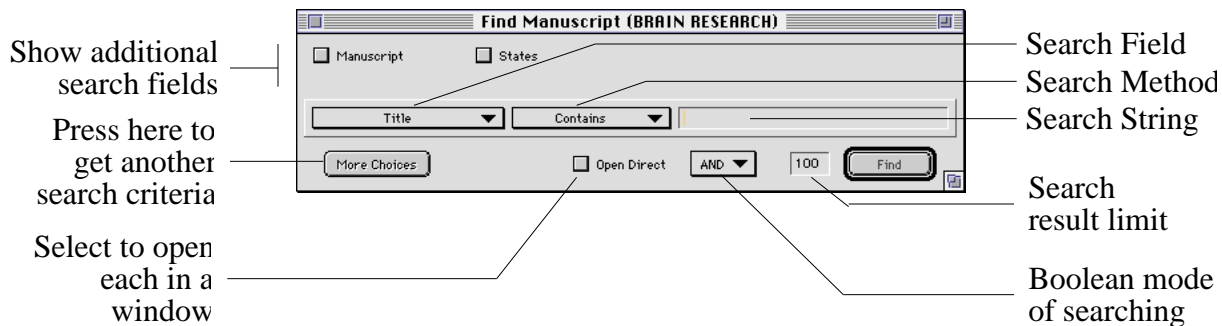 Find Manuscript (BRAIN RESEARCH)
Show additional
search fields
Manuscript
States
Search Field
Search Method
Search String
Title
Contains
Press here to
get another
search criteria
More Choices
Open Direct
AND
100
Find
Search
result limit
Select to open
each in a
window
Boolean mode
of searching